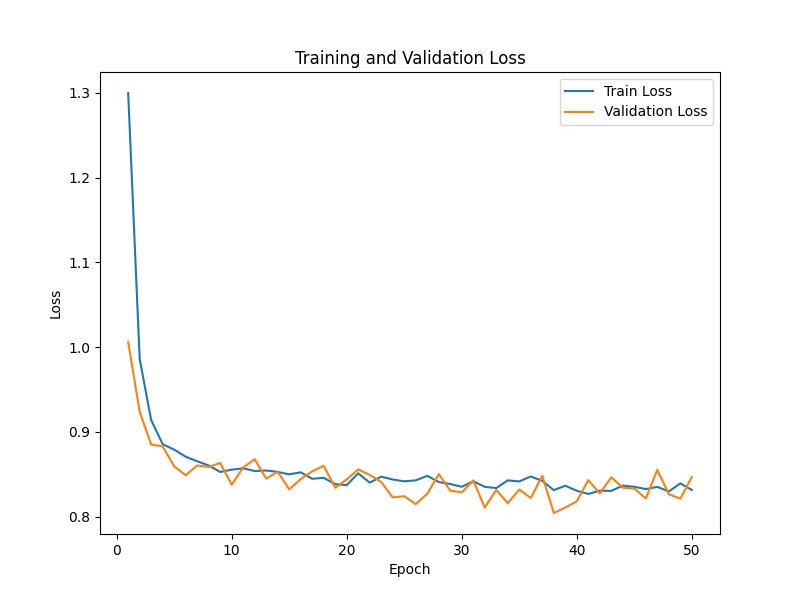 Training and Validation Loss
Train Loss
Validation Loss
1.3
1.2
1.1
1.0
0.9
0.8
Loss
0 10 20 30 40 50
Epoch